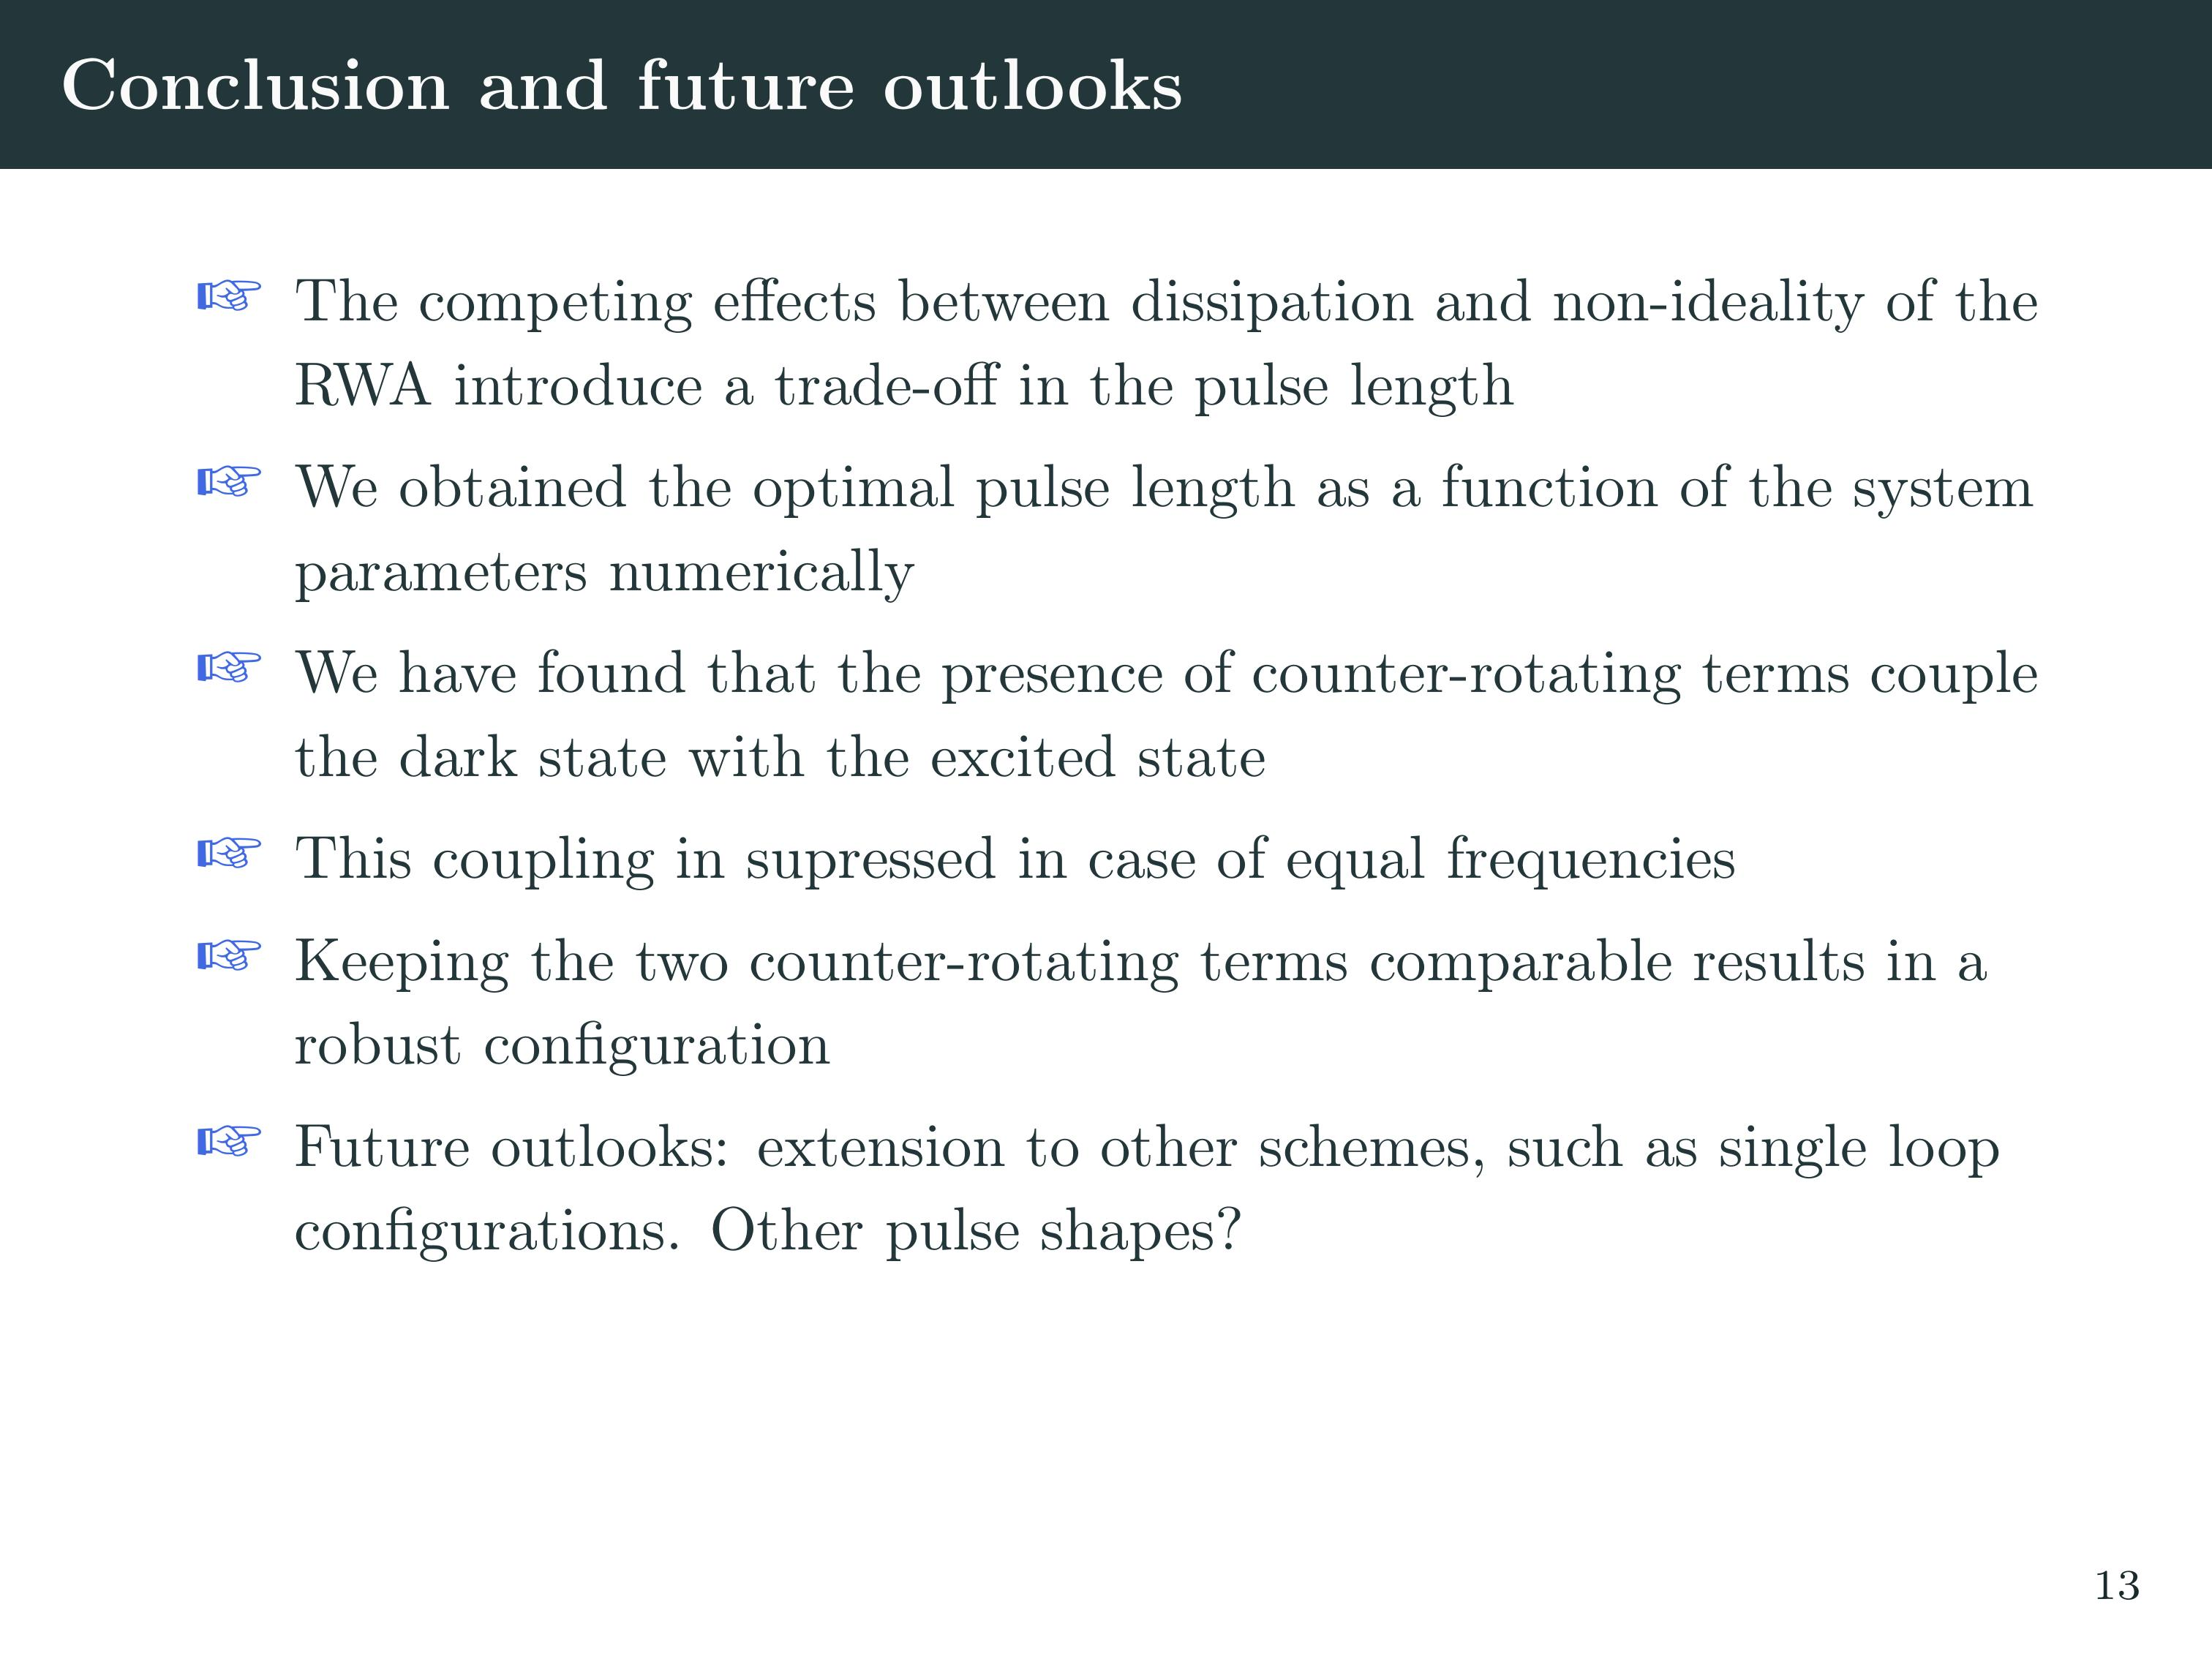 Conclusion and future outlooks
☞ The competing effects between dissipation and non-ideality of the
RWA introduce a trade-off in the pulse length
☞ We obtained the optimal pulse length as a function of the system
parameters numerically
☞ We have found that the presence of counter-rotating terms couple
the dark state with the excited state
☞ This coupling in supressed in case of equal frequencies
☞ Keeping the two counter-rotating terms comparable results in a
robust configuration
☞ Future outlooks: extension to other schemes, such as single loop
configurations. Other pulse shapes?
13